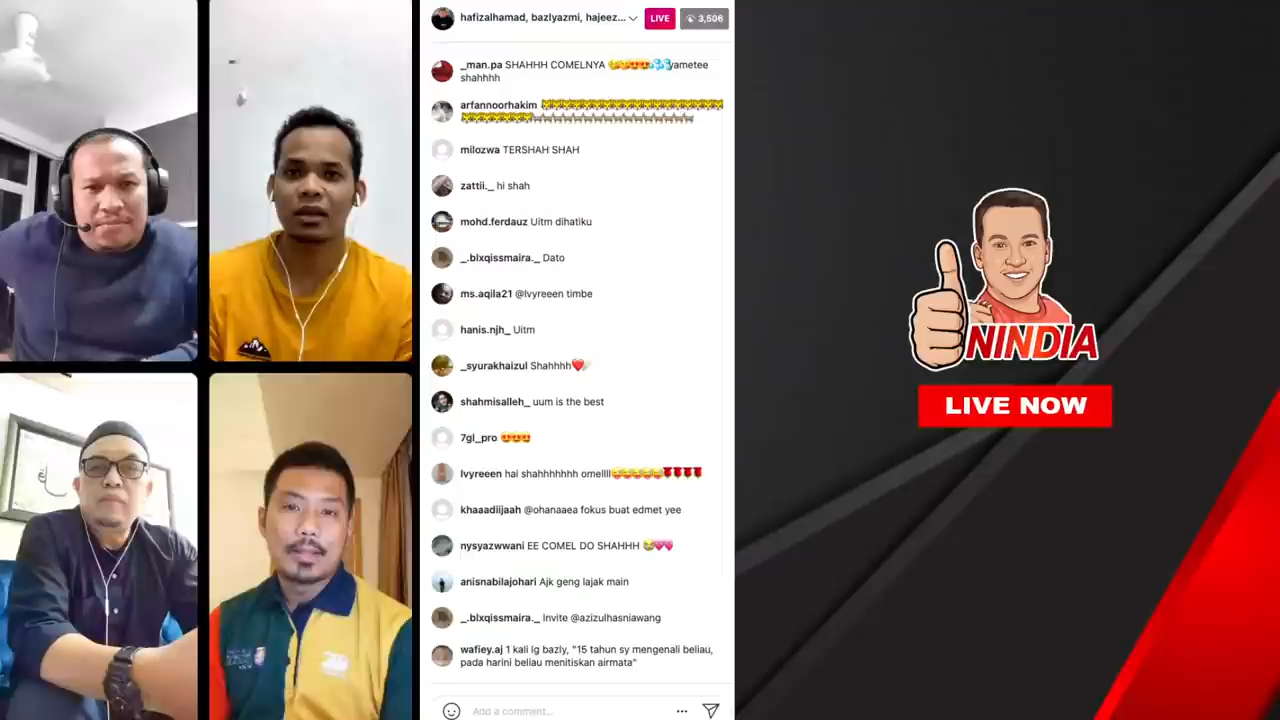 hafizalhamad, bazlyazmi, hajeez...
LIVE
3,506
_man.pa SHAHHH COMELNYA 😘😘😍😍💦💦yametee
shahhhh
arfannoorhakim
milozwa TERSHAH SHAH
zattii._ hi shah
mohd.ferdauz Uitm dihatiku
_.blxqissmaira._ Dato
ms.aqila21 @lvyreeen timbe
hanis.njh_ Uitm
_syurakhaizul Shahhhh❤️
shahmisalleh_ uum is the best
7gl_pro 😍😍😍
lvyreeen hai shahhhhhhh omellll
khaaadiijaah @ohanaaea fokus buat edmet yee
nysyazwwani EE COMEL DO SHAHHH 😭💗💗
anisnabilajohari Ajk geng lajak main
_.blxqissmaira._ Invite @azizulhasniawang
wafiey.aj 1 kali lg bazly, "15 tahun sy mengenali beliau,
pada harini beliau menitiskan airmata"
Add a comment...
NINDIA
LIVE NOW